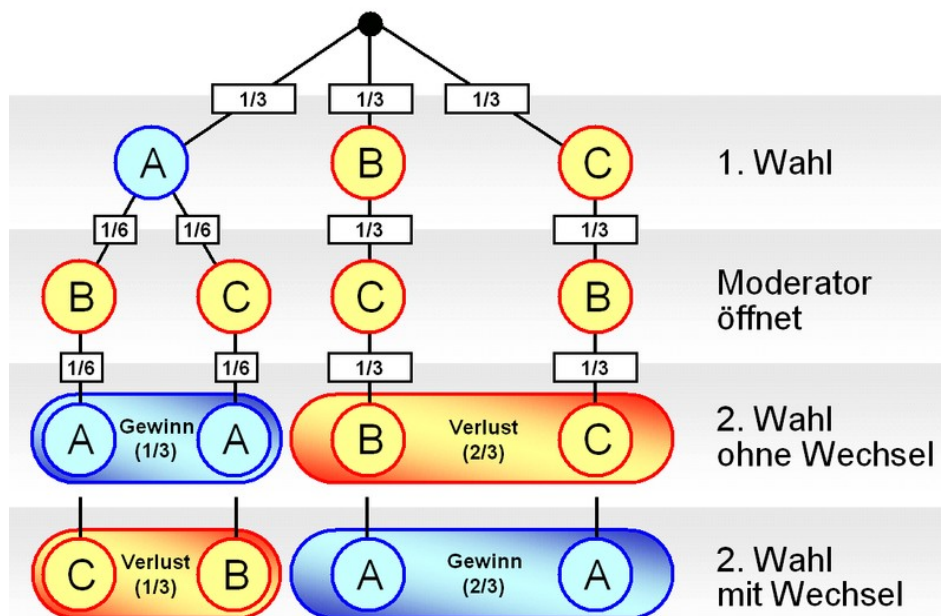 1/3 1/3 1/3
A B C 1. Wahl
1/6 1/6 1/3 1/3
B C C B Moderator
öffnet
1/6 1/6 1/3 1/3
A Gewinn A B Verlust C 2. Wahl
(1/3) (2/3) ohne Wechsel
C Verlust B A Gewinn A 2. Wahl
(1/3) (2/3) mit Wechsel